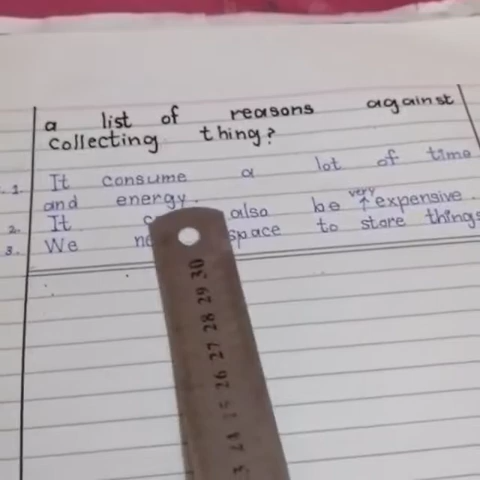 a list of reasons against
collecting thing?
1 It consume a lot of time
and energy.
2. It also be very expensive.
3. We space to store things
30
29
28
27
26